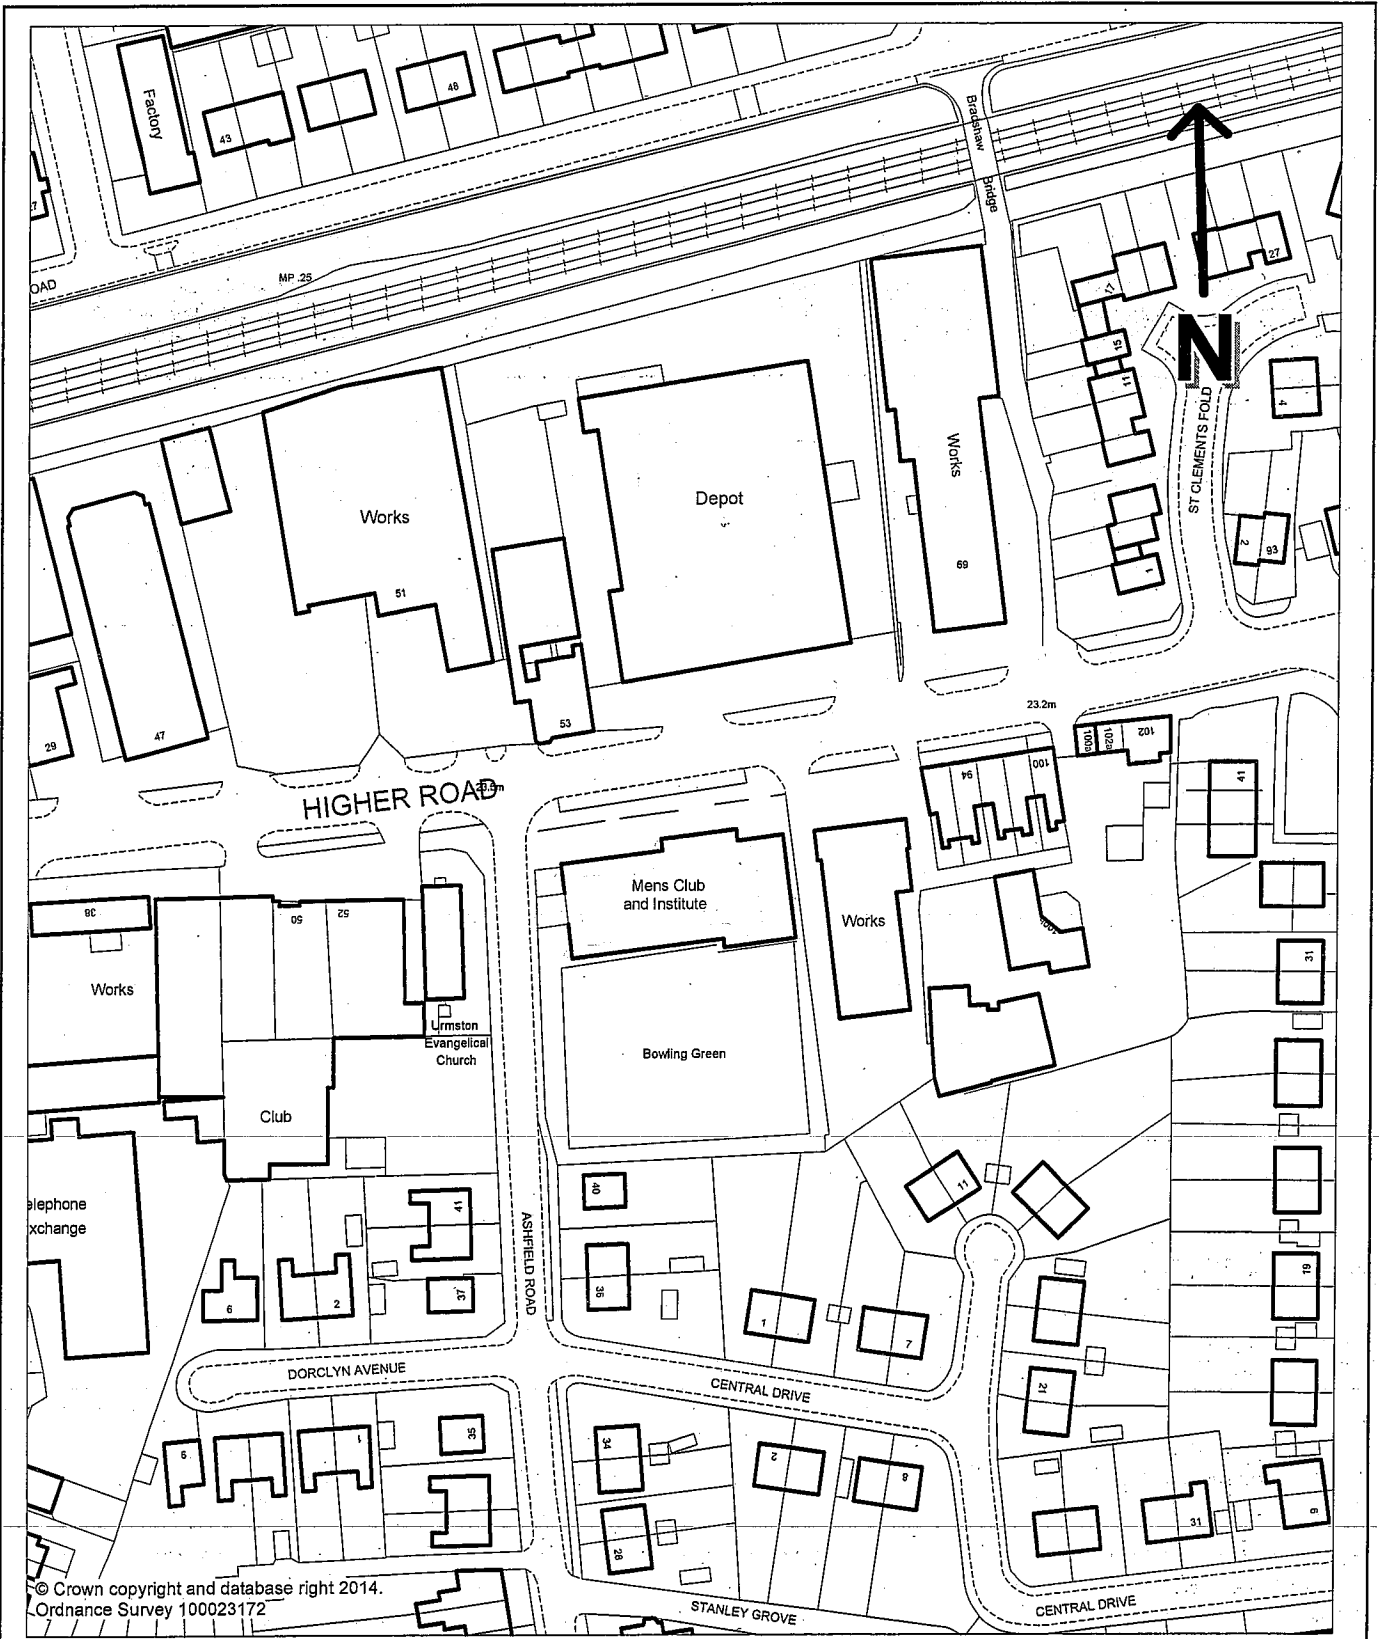 Factory
43
48
Bradshaw
Bridge
OAD
MP .25
27
17
15
11
N
4
ST CLEMENTS FOLD
Works
Depot
Works
51
69
2
93
1
53
47
29
23.2m
HIGHER ROAD
100a
102a
102
94
100
41
38
50
52
Mens Club
and Institute
Works
Works
31
Urmston
Evangelical
Church
Bowling Green
Club
elephone
xchange
41
40
11
ASHFIELD ROAD
6
2
37
36
1
7
19
DORCLYN AVENUE
CENTRAL DRIVE
21
1
35
34
2
8
28
31
© Crown copyright and database right 2014.
Ordnance Survey 100023172
STANLEY GROVE
CENTRAL DRIVE